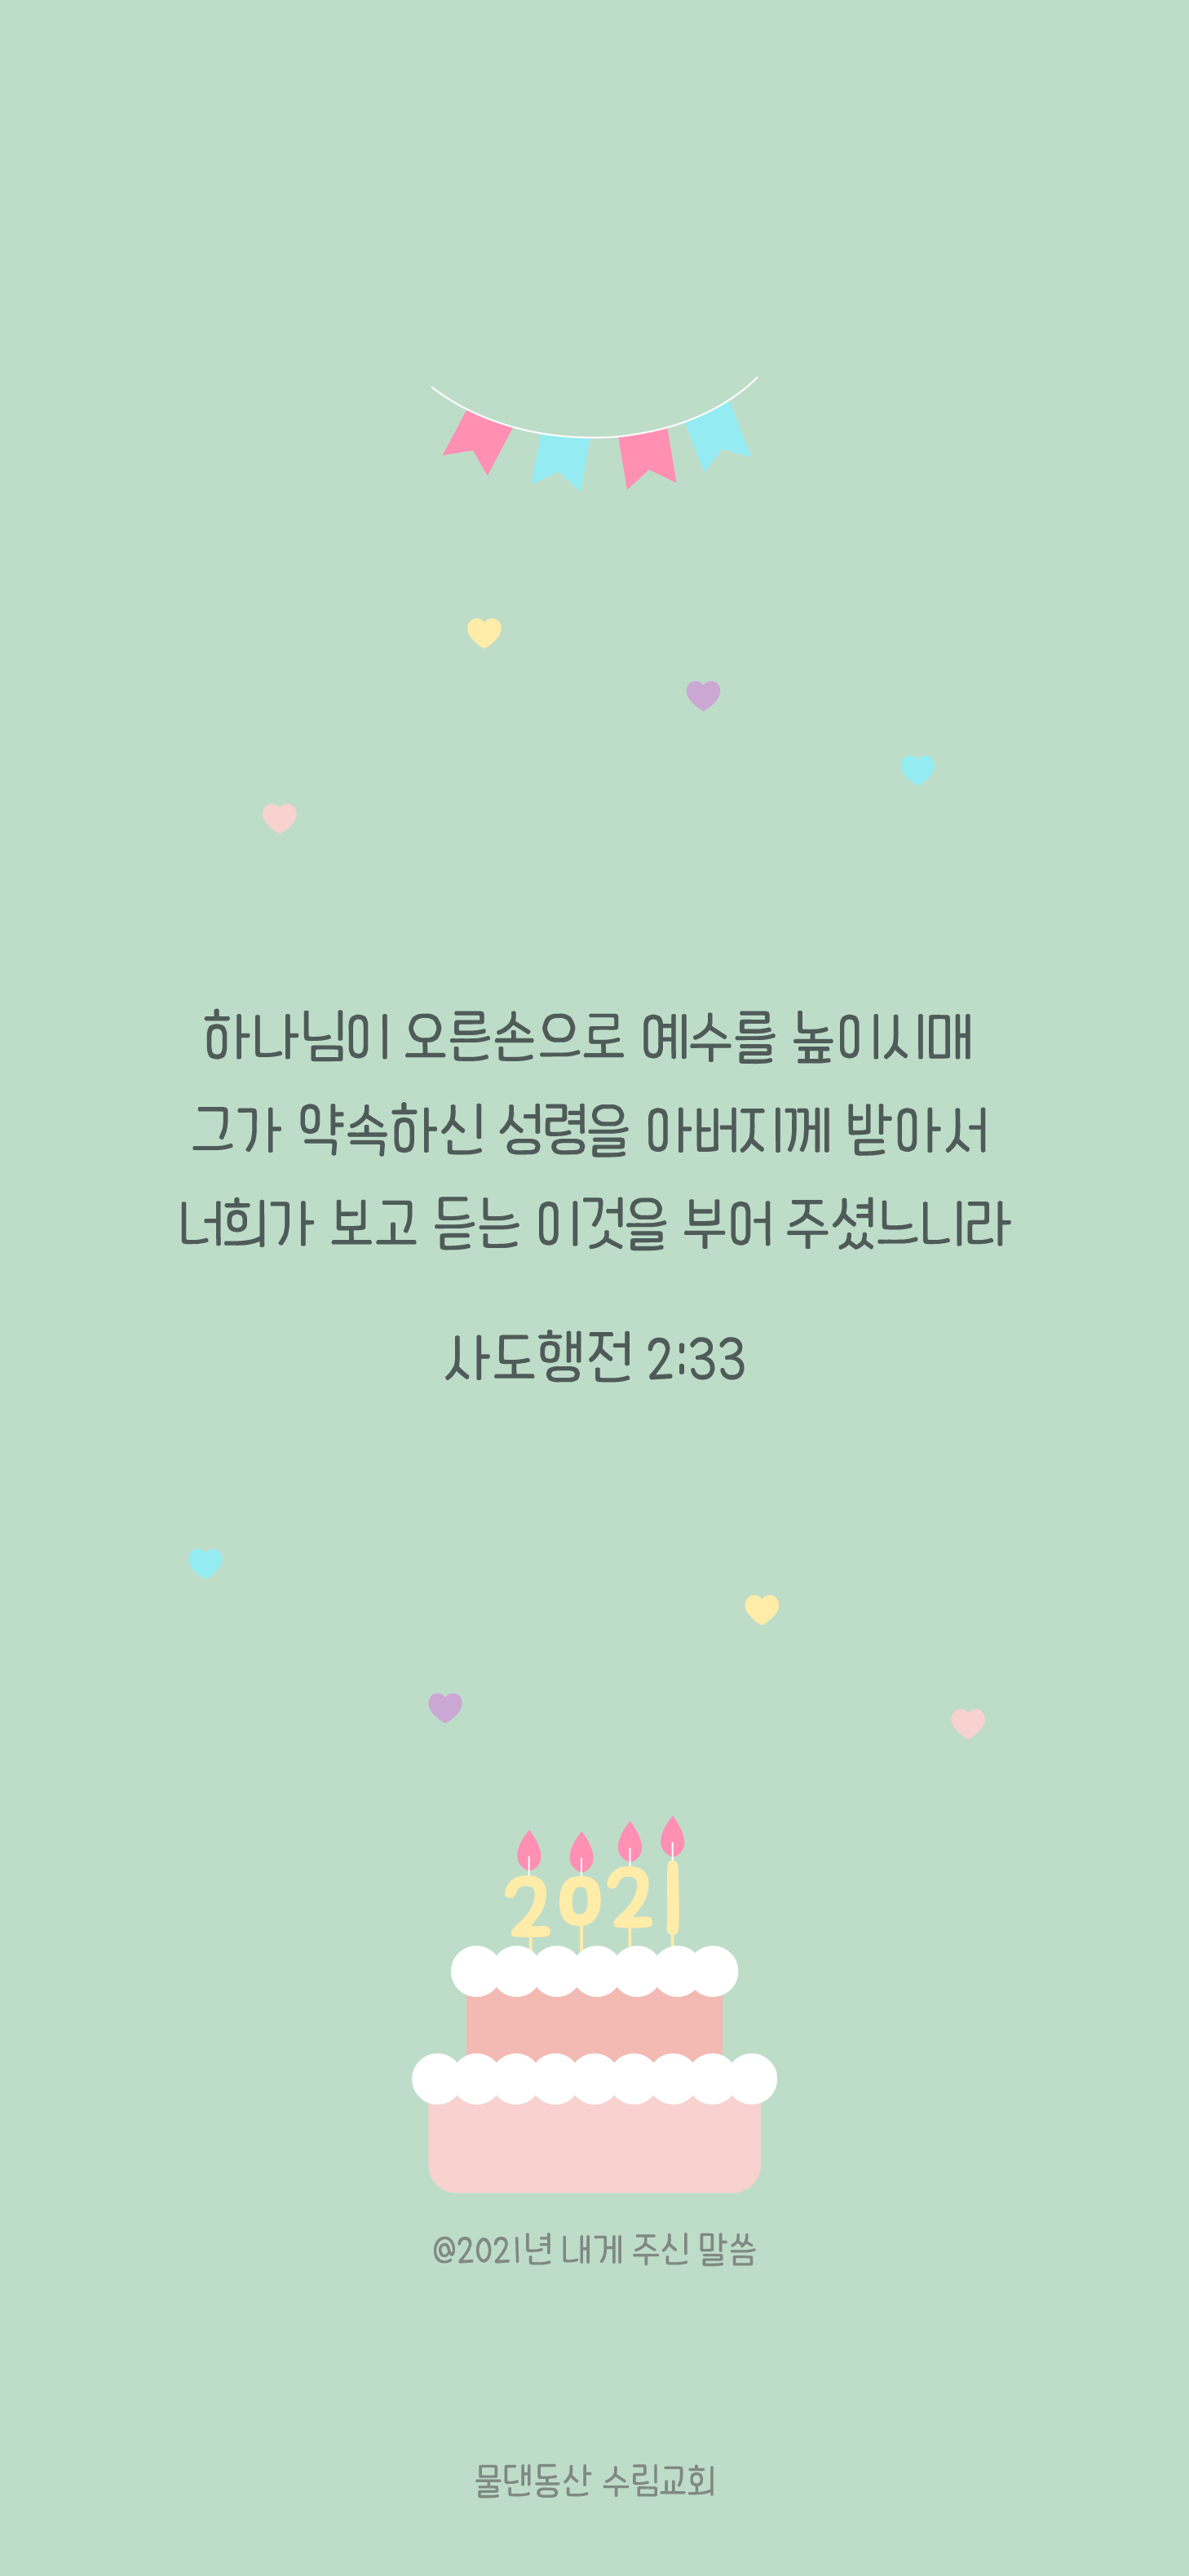 하나님이 오른손으로 예수를 높이시매
그가 약속하신 성령을 아버지께 받아서
너희가 보고 듣는 이것을 부어 주셨느니라
사도행전 2:33
2021
@2021년 내게 주신 말씀
물댄동산 수림교회